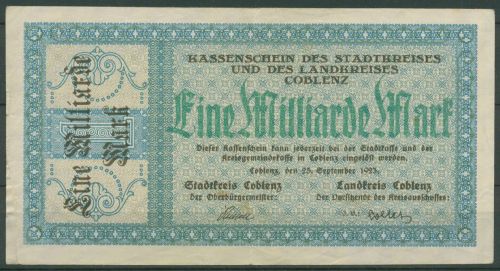 Eine Milliarde
Mark
KASSENSCHEIN DES STADTKREISES
UND DES LANDKREISES
COBLENZ
Eine Milliarde Mark
Dieser Kassenschein kann jederzeit bei der Stadtkasse und der
Kreisgemeindekasse in Coblenz eingelöst werden.
Coblenz, den 25. September 1923.
Stadtkreis Coblenz
Der Oberbürgermeister:
Landkreis Coblenz
Der Vorsitzende des Kreisausschusses:
J.V.: